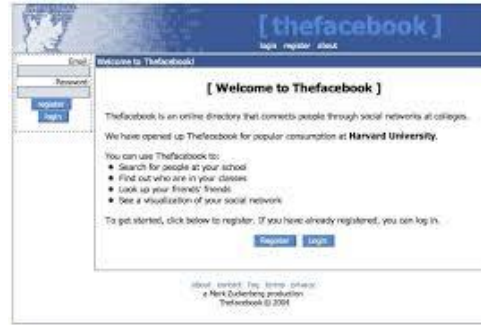 [ thefacebook ]
login register about
Email:
Password:
register
login
Welcome to Thefacebook!
[ Welcome to Thefacebook ]
Thefacebook is an online directory that connects people through social networks at colleges.
We have opened up Thefacebook for popular consumption at Harvard University.
You can use Thefacebook to:
• Search for people at your school
• Find out who are in your classes
• Look up your friends' friends
• See a visualization of your social network
To get started, click below to register. If you have already registered, you can log in.
Register Login
about contact faq terms privacy
a Mark Zuckerberg production
Thefacebook © 2004